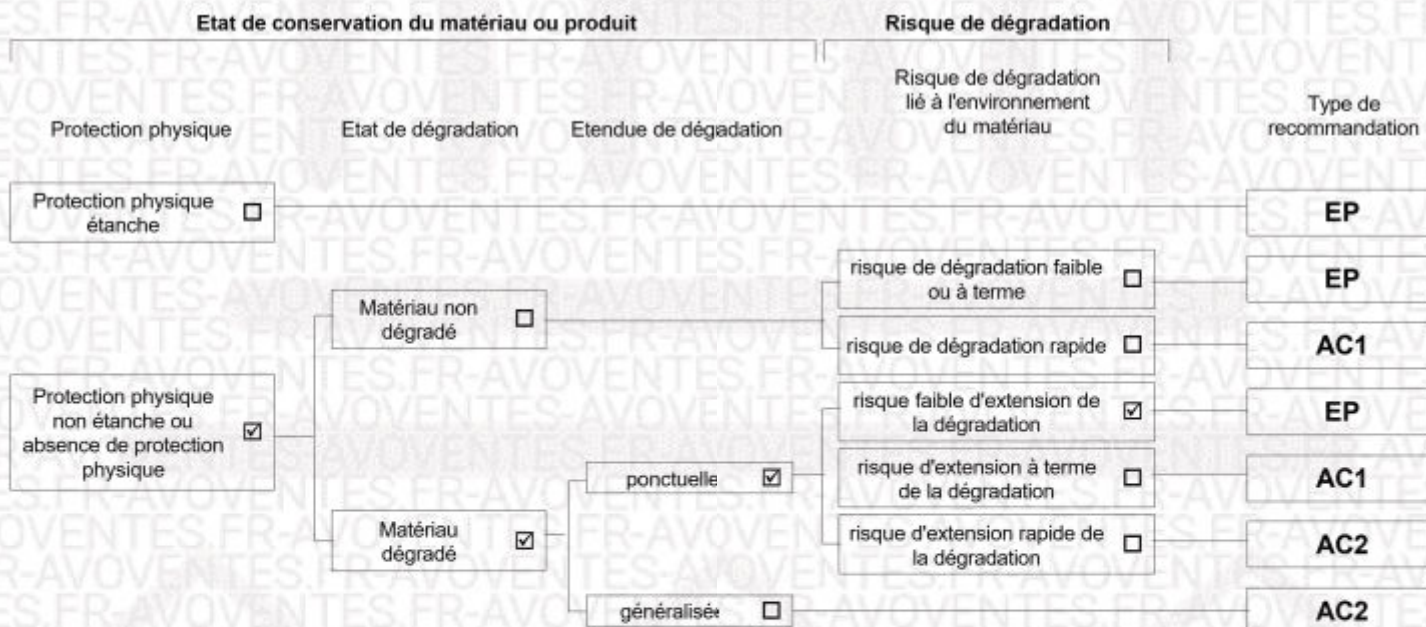 Etat de conservation du matériau ou produit
Risque de dégradation
Protection physique
Etat de dégradation
Etendue de dégadation
Risque de dégradation
lié à l'environnement
du matériau
Type de
recommandation
Protection physique
étanche
EP
risque de dégradation faible
ou à terme
EP
Matériau non
dégradé
risque de dégradation rapide
AC1
Protection physique
non étanche ou
absence de protection
physique
risque faible d'extension de
la dégradation
EP
ponctuelle
risque d'extension à terme
de la dégradation
AC1
Matériau
dégradé
risque d'extension rapide de
la dégradation
AC2
généralisée
AC2